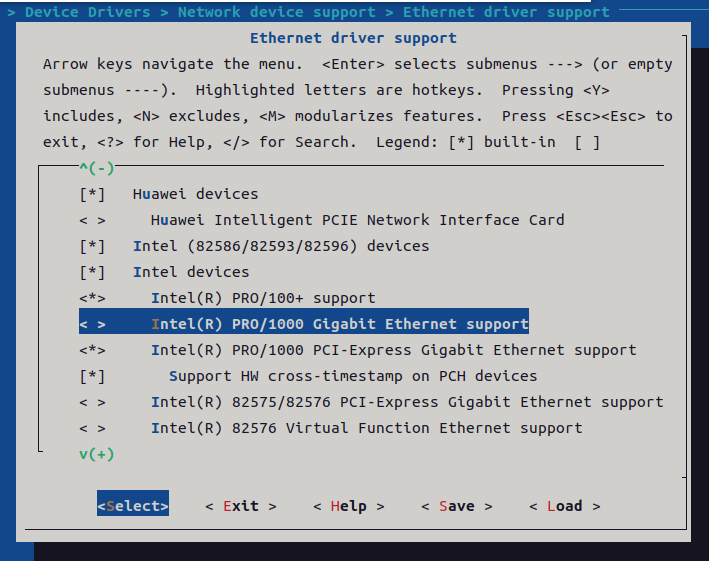 > Device Drivers > Network device support > Ethernet driver support
Ethernet driver support
Arrow keys navigate the menu.  <Enter> selects submenus ---> (or empty
submenus ----).  Highlighted letters are hotkeys.  Pressing <Y>
includes, <N> excludes, <M> modularizes features.  Press <Esc><Esc> to
exit, <?> for Help, </> for Search.  Legend: [*] built-in  [ ]
^(-)
[*]   Huawei devices
< >     Huawei Intelligent PCIE Network Interface Card
[*]   Intel (82586/82593/82596) devices
[*]   Intel devices
<*>     Intel(R) PRO/100+ support
< >     Intel(R) PRO/1000 Gigabit Ethernet support
<*>     Intel(R) PRO/1000 PCI-Express Gigabit Ethernet support
[*]       Support HW cross-timestamp on PCH devices
< >     Intel(R) 82575/82576 PCI-Express Gigabit Ethernet support
< >     Intel(R) 82576 Virtual Function Ethernet support
v(+)
<Select>    < Exit >    < Help >    < Save >    < Load >